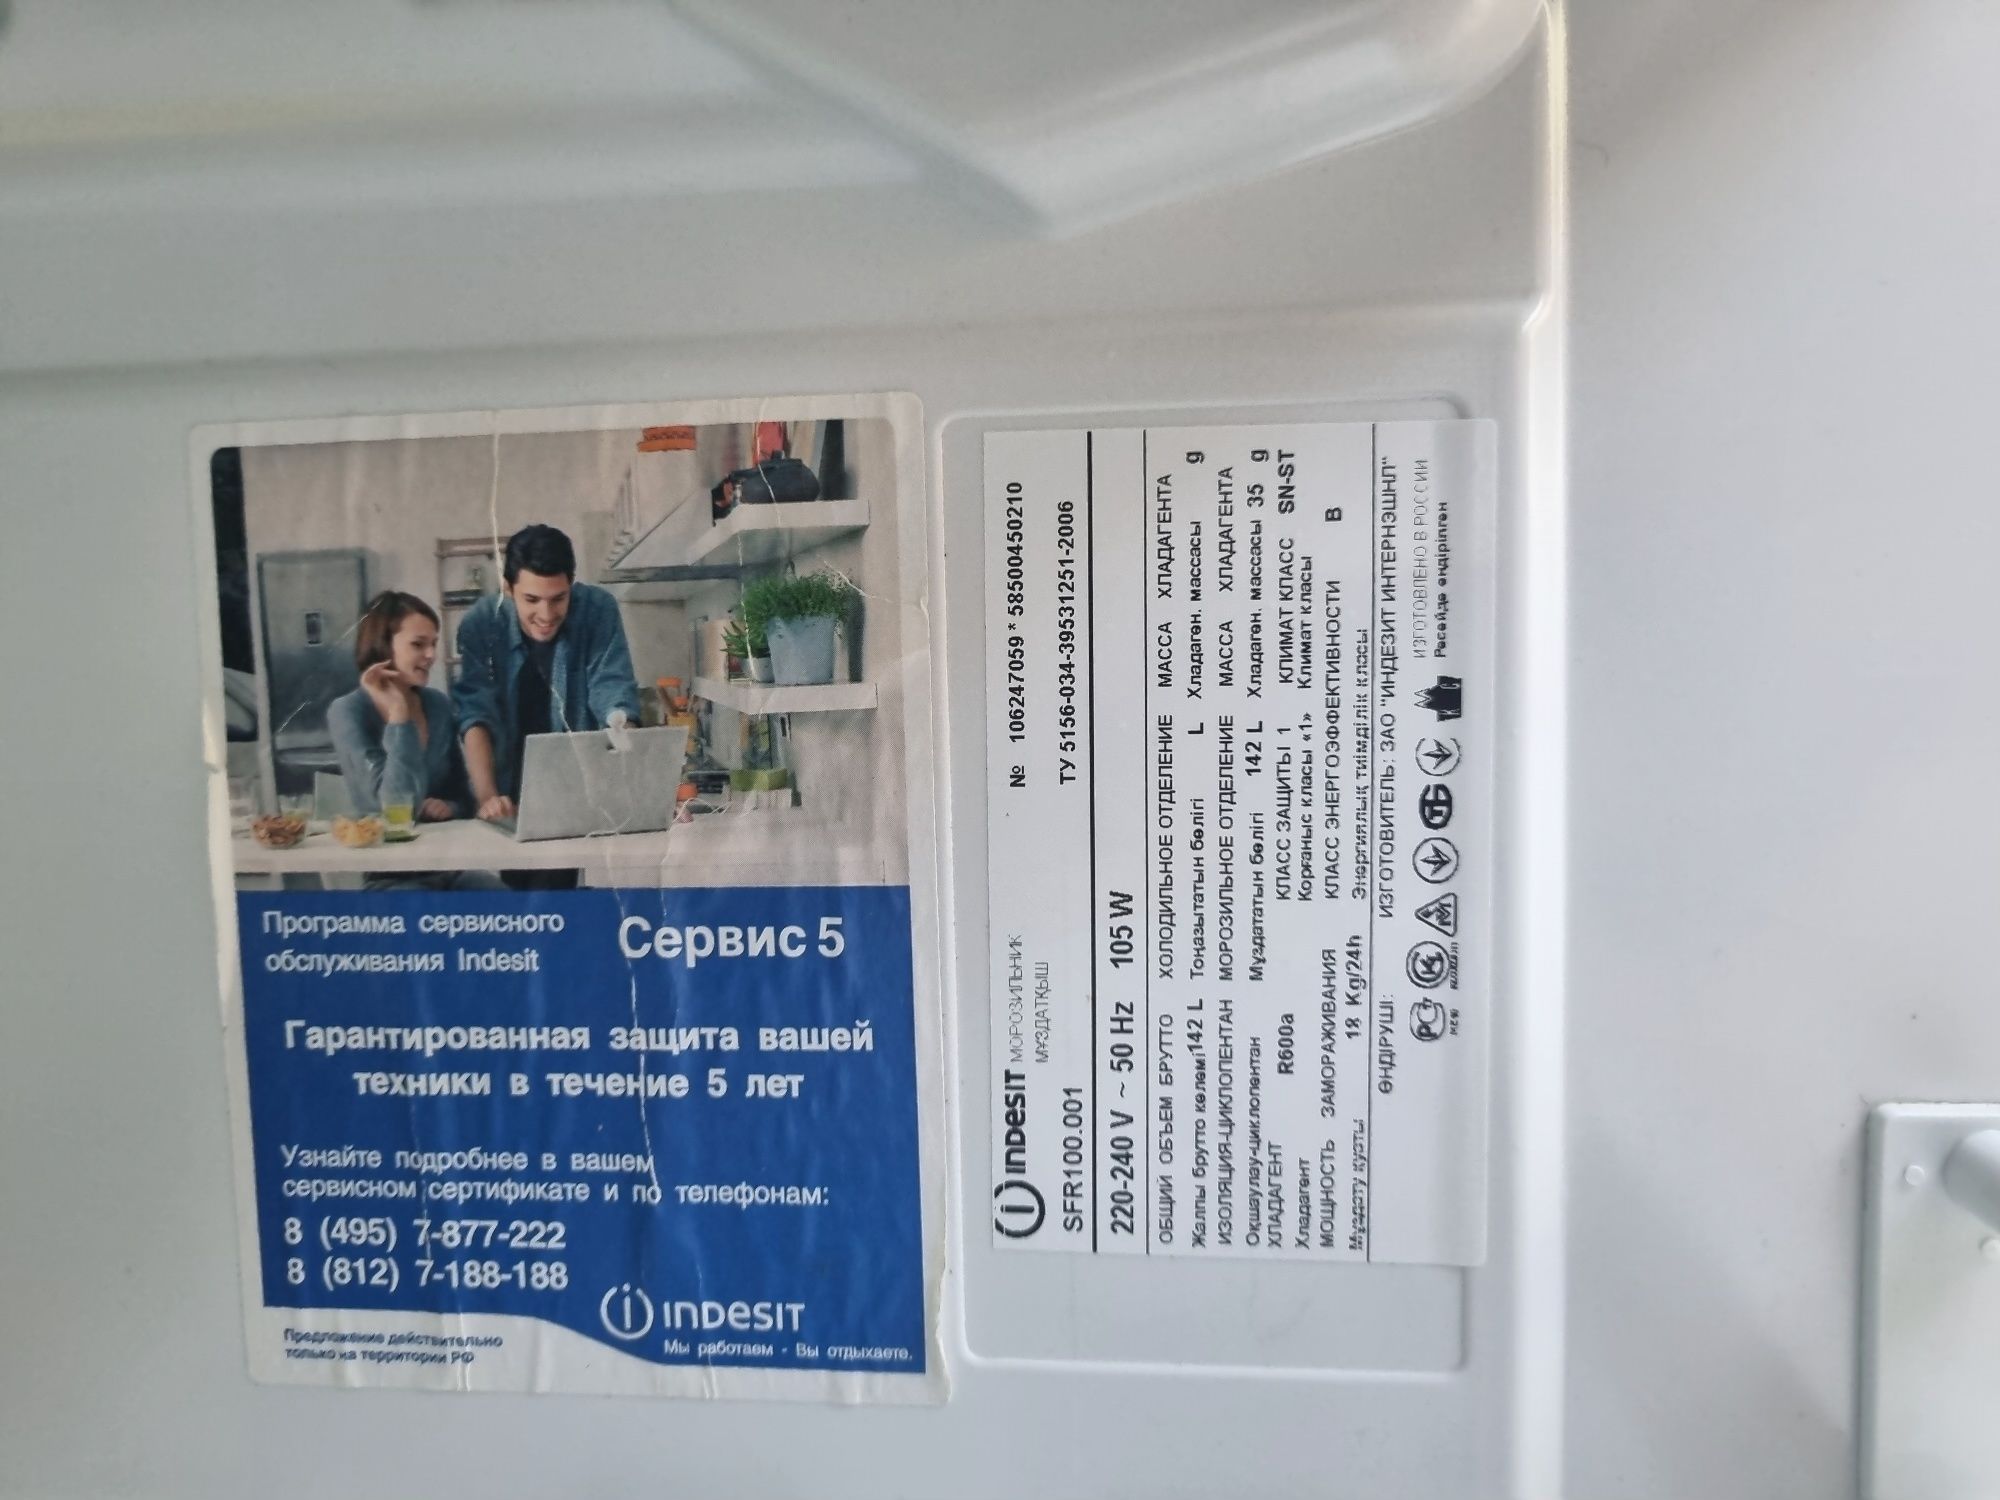 Программа сервисного
обслуживания Indesit
Сервис 5
Гарантированная защита вашей
техники в течение 5 лет
Узнайте подробнее в вашем
сервисном сертификате и по телефонам:
8 (495) 7-877-222
8 (812) 7-188-188
INDESIT
Мы работаем - Вы отдыхаете.
Предложение действительно
только на территории РФ
INDESIT МОРОЗИЛЬНИК
МҰЗДАТҚЫШ
№ 106247059 * 58500450210
SFR100.001
ТУ 5156-034-39531251-2006
220-240 V ~ 50 Hz 105 W
ОБЩИЙ ОБЪЕМ БРУТТО ХОЛОДИЛЬНОЕ ОТДЕЛЕНИЕ МАССА ХЛАДАГЕНТА
Жалпы брутто көлемі 142 L Тоңазытатын бөлігі L Хладаген. массасы g
ИЗОЛЯЦИЯ-ЦИКЛОПЕНТАН МОРОЗИЛЬНОЕ ОТДЕЛЕНИЕ МАССА ХЛАДАГЕНТА
Оқшаулау-циклопентан Мұздататын бөлігі 142 L Хладаген. массасы 35 g
ХЛАДАГЕНТ R600a КЛАСС ЗАЩИТЫ 1 КЛИМАТ КЛАСС SN-ST
Хладагент Корғаныс класы «1» Климат класы
МОЩНОСТЬ ЗАМОРАЖИВАНИЯ КЛАСС ЭНЕРГОЭФФЕКТИВНОСТИ B
Мұздату қуаты 18 Kg/24h Энергиялық тиімділік класы
ӨНДІРУШІ: ИЗГОТОВИТЕЛЬ: ЗАО "ИНДЕЗИТ ИНТЕРНЭШНЛ"
ИЗГОТОВЛЕНО В РОССИИ
Ресейде өндірілген